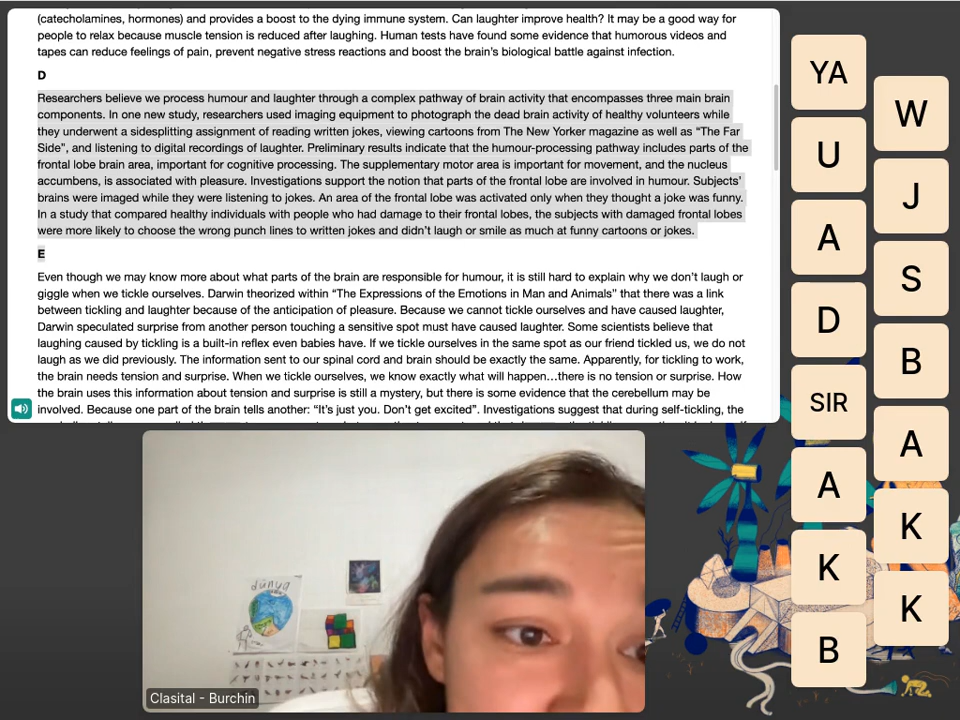 (catecholamines, hormones) and provides a boost to the dying immune system. Can laughter improve health? It may be a good way for
people to relax because muscle tension is reduced after laughing. Human tests have found some evidence that humorous videos and
tapes can reduce feelings of pain, prevent negative stress reactions and boost the brain's biological battle against infection.
D
Researchers believe we process humour and laughter through a complex pathway of brain activity that encompasses three main brain
components. In one new study, researchers used imaging equipment to photograph the dead brain activity of healthy volunteers while
they underwent a sidesplitting assignment of reading written jokes, viewing cartoons from The New Yorker magazine as well as “The Far
Side”, and listening to digital recordings of laughter. Preliminary results indicate that the humour-processing pathway includes parts of the
frontal lobe brain area, important for cognitive processing. The supplementary motor area is important for movement, and the nucleus
accumbens, is associated with pleasure. Investigations support the notion that parts of the frontal lobe are involved in humour. Subjects’
brains were imaged while they were listening to jokes. An area of the frontal lobe was activated only when they thought a joke was funny.
In a study that compared healthy individuals with people who had damage to their frontal lobes, the subjects with damaged frontal lobes
were more likely to choose the wrong punch lines to written jokes and didn’t laugh or smile as much at funny cartoons or jokes.
E
Even though we may know more about what parts of the brain are responsible for humour, it is still hard to explain why we don’t laugh or
giggle when we tickle ourselves. Darwin theorized within “The Expressions of the Emotions in Man and Animals” that there was a link
between tickling and laughter because of the anticipation of pleasure. Because we cannot tickle ourselves and have caused laughter,
Darwin speculated surprise from another person touching a sensitive spot must have caused laughter. Some scientists believe that
laughing caused by tickling is a built-in reflex even babies have. If we tickle ourselves in the same spot as our friend tickled us, we do not
laugh as we did previously. The information sent to our spinal cord and brain should be exactly the same. Apparently, for tickling to work,
the brain needs tension and surprise. When we tickle ourselves, we know exactly what will happen…there is no tension or surprise. How
the brain uses this information about tension and surprise is still a mystery, but there is some evidence that the cerebellum may be
involved. Because one part of the brain tells another: “It’s just you. Don’t get excited”. Investigations suggest that during self-tickling, the
YA
U
A
D
SIR
A
K
B
W
J
S
B
A
K
K
dünya
Clasital - Burchin